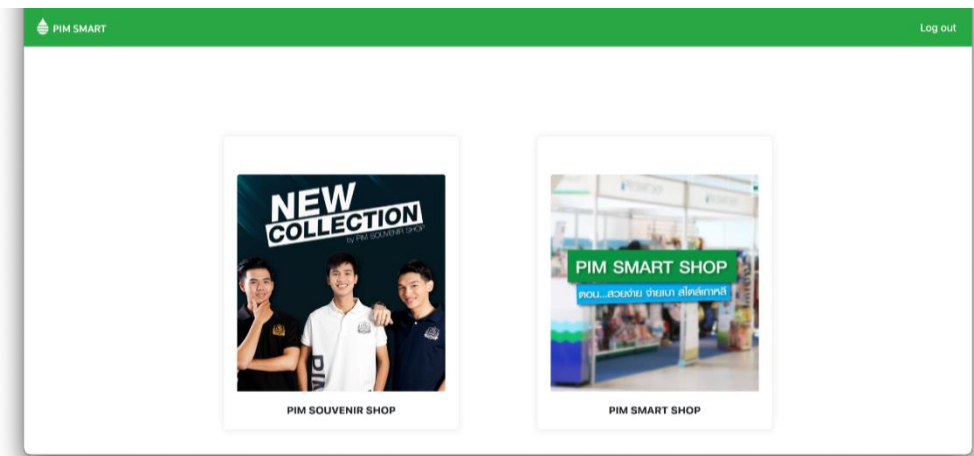 PIM SMART
Log out
NEW
COLLECTION
by PIM SOUVENIR SHOP
PIM SOUVENIR SHOP
PIM SMART SHOP
ตอน...สวยง่าย จ่ายเบา สไตล์เกาหลี
PIM SMART SHOP